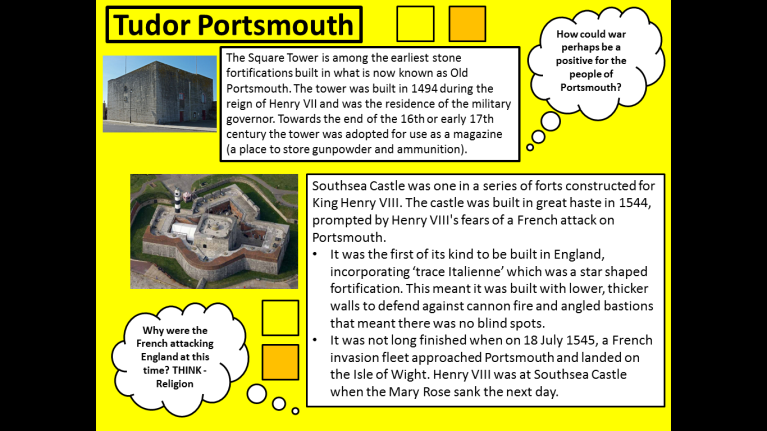 Tudor Portsmouth
The Square Tower is among the earliest stone
fortifications built in what is now known as Old
Portsmouth. The tower was built in 1494 during the
reign of Henry VII and was the residence of the military
governor. Towards the end of the 16th or early 17th
century the tower was adopted for use as a magazine
(a place to store gunpowder and ammunition).
How could war
perhaps be a
positive for the
people of
Portsmouth?
Southsea Castle was one in a series of forts constructed for
King Henry VIII. The castle was built in great haste in 1544,
prompted by Henry VIII's fears of a French attack on
Portsmouth.
• It was the first of its kind to be built in England,
incorporating ‘trace Italienne’ which was a star shaped
fortification. This meant it was built with lower, thicker
walls to defend against cannon fire and angled bastions
that meant there was no blind spots.
• It was not long finished when on 18 July 1545, a French
invasion fleet approached Portsmouth and landed on
the Isle of Wight. Henry VIII was at Southsea Castle
when the Mary Rose sank the next day.
Why were the
French attacking
England at this
time? THINK -
Religion